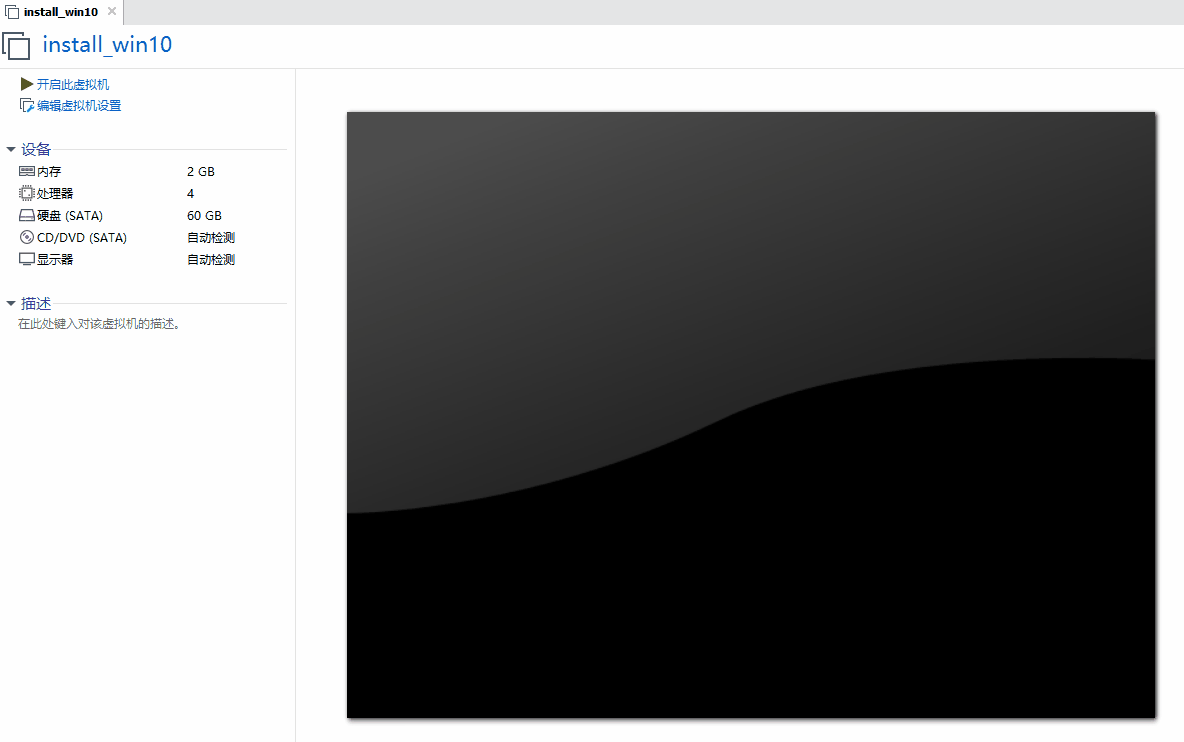 install_win10
install_win10
开启此虚拟机
编辑虚拟机设置
设备
内存 2 GB
处理器 4
硬盘 (SATA) 60 GB
CD/DVD (SATA) 自动检测
显示器 自动检测
描述
在此处键入对该虚拟机的描述。